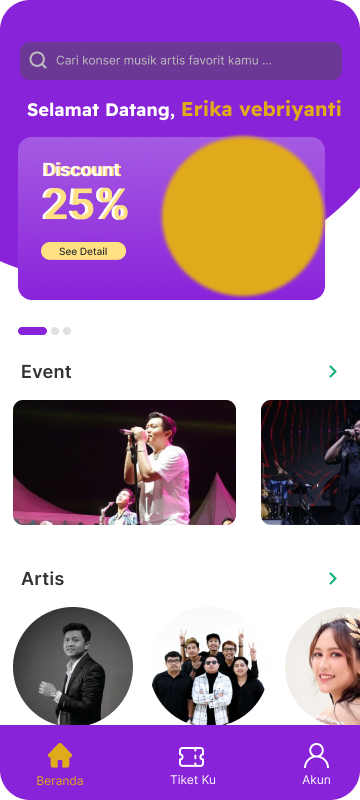 Cari konser musik artis favorit kamu ...
Selamat Datang, Erika vebriyanti
Discount
25%
See Detail
Event
Artis
Beranda
Tiket Ku
Akun